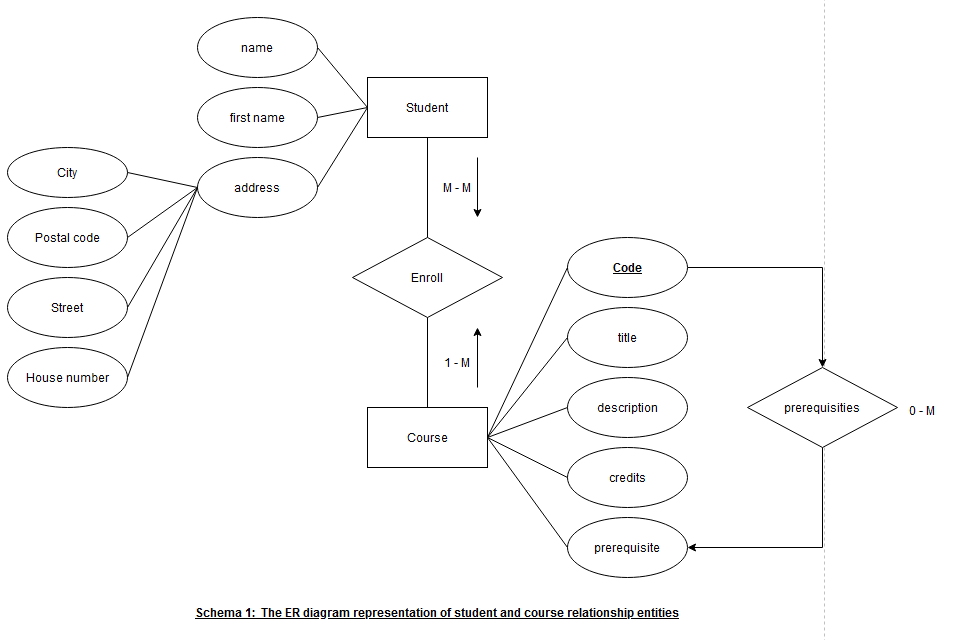 name
first name
address
City
Postal code
Street
House number
Student
M - M
Enroll
1 - M
Course
Code
title
description
credits
prerequisite
prerequisities
0 - M
Schema 1: The ER diagram representation of student and course relationship entities